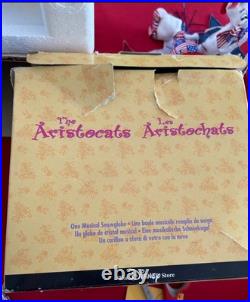 The Les
Aristocats Aristochats
One Musical Snowglobe • Une boule musicale remplie de neige
Un globo de cristal musical • Eine musikalische Schneekugel
Un carillon a sfera di vetro con la neve
Store